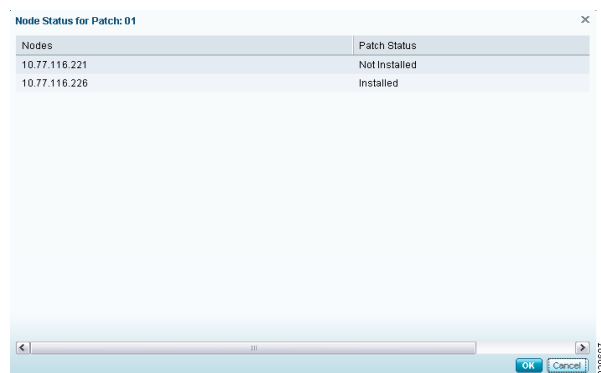 Node Status for Patch: 01
Nodes Patch Status
10.77.116.221 Not Installed
10.77.116.226 Installed
OK Cancel